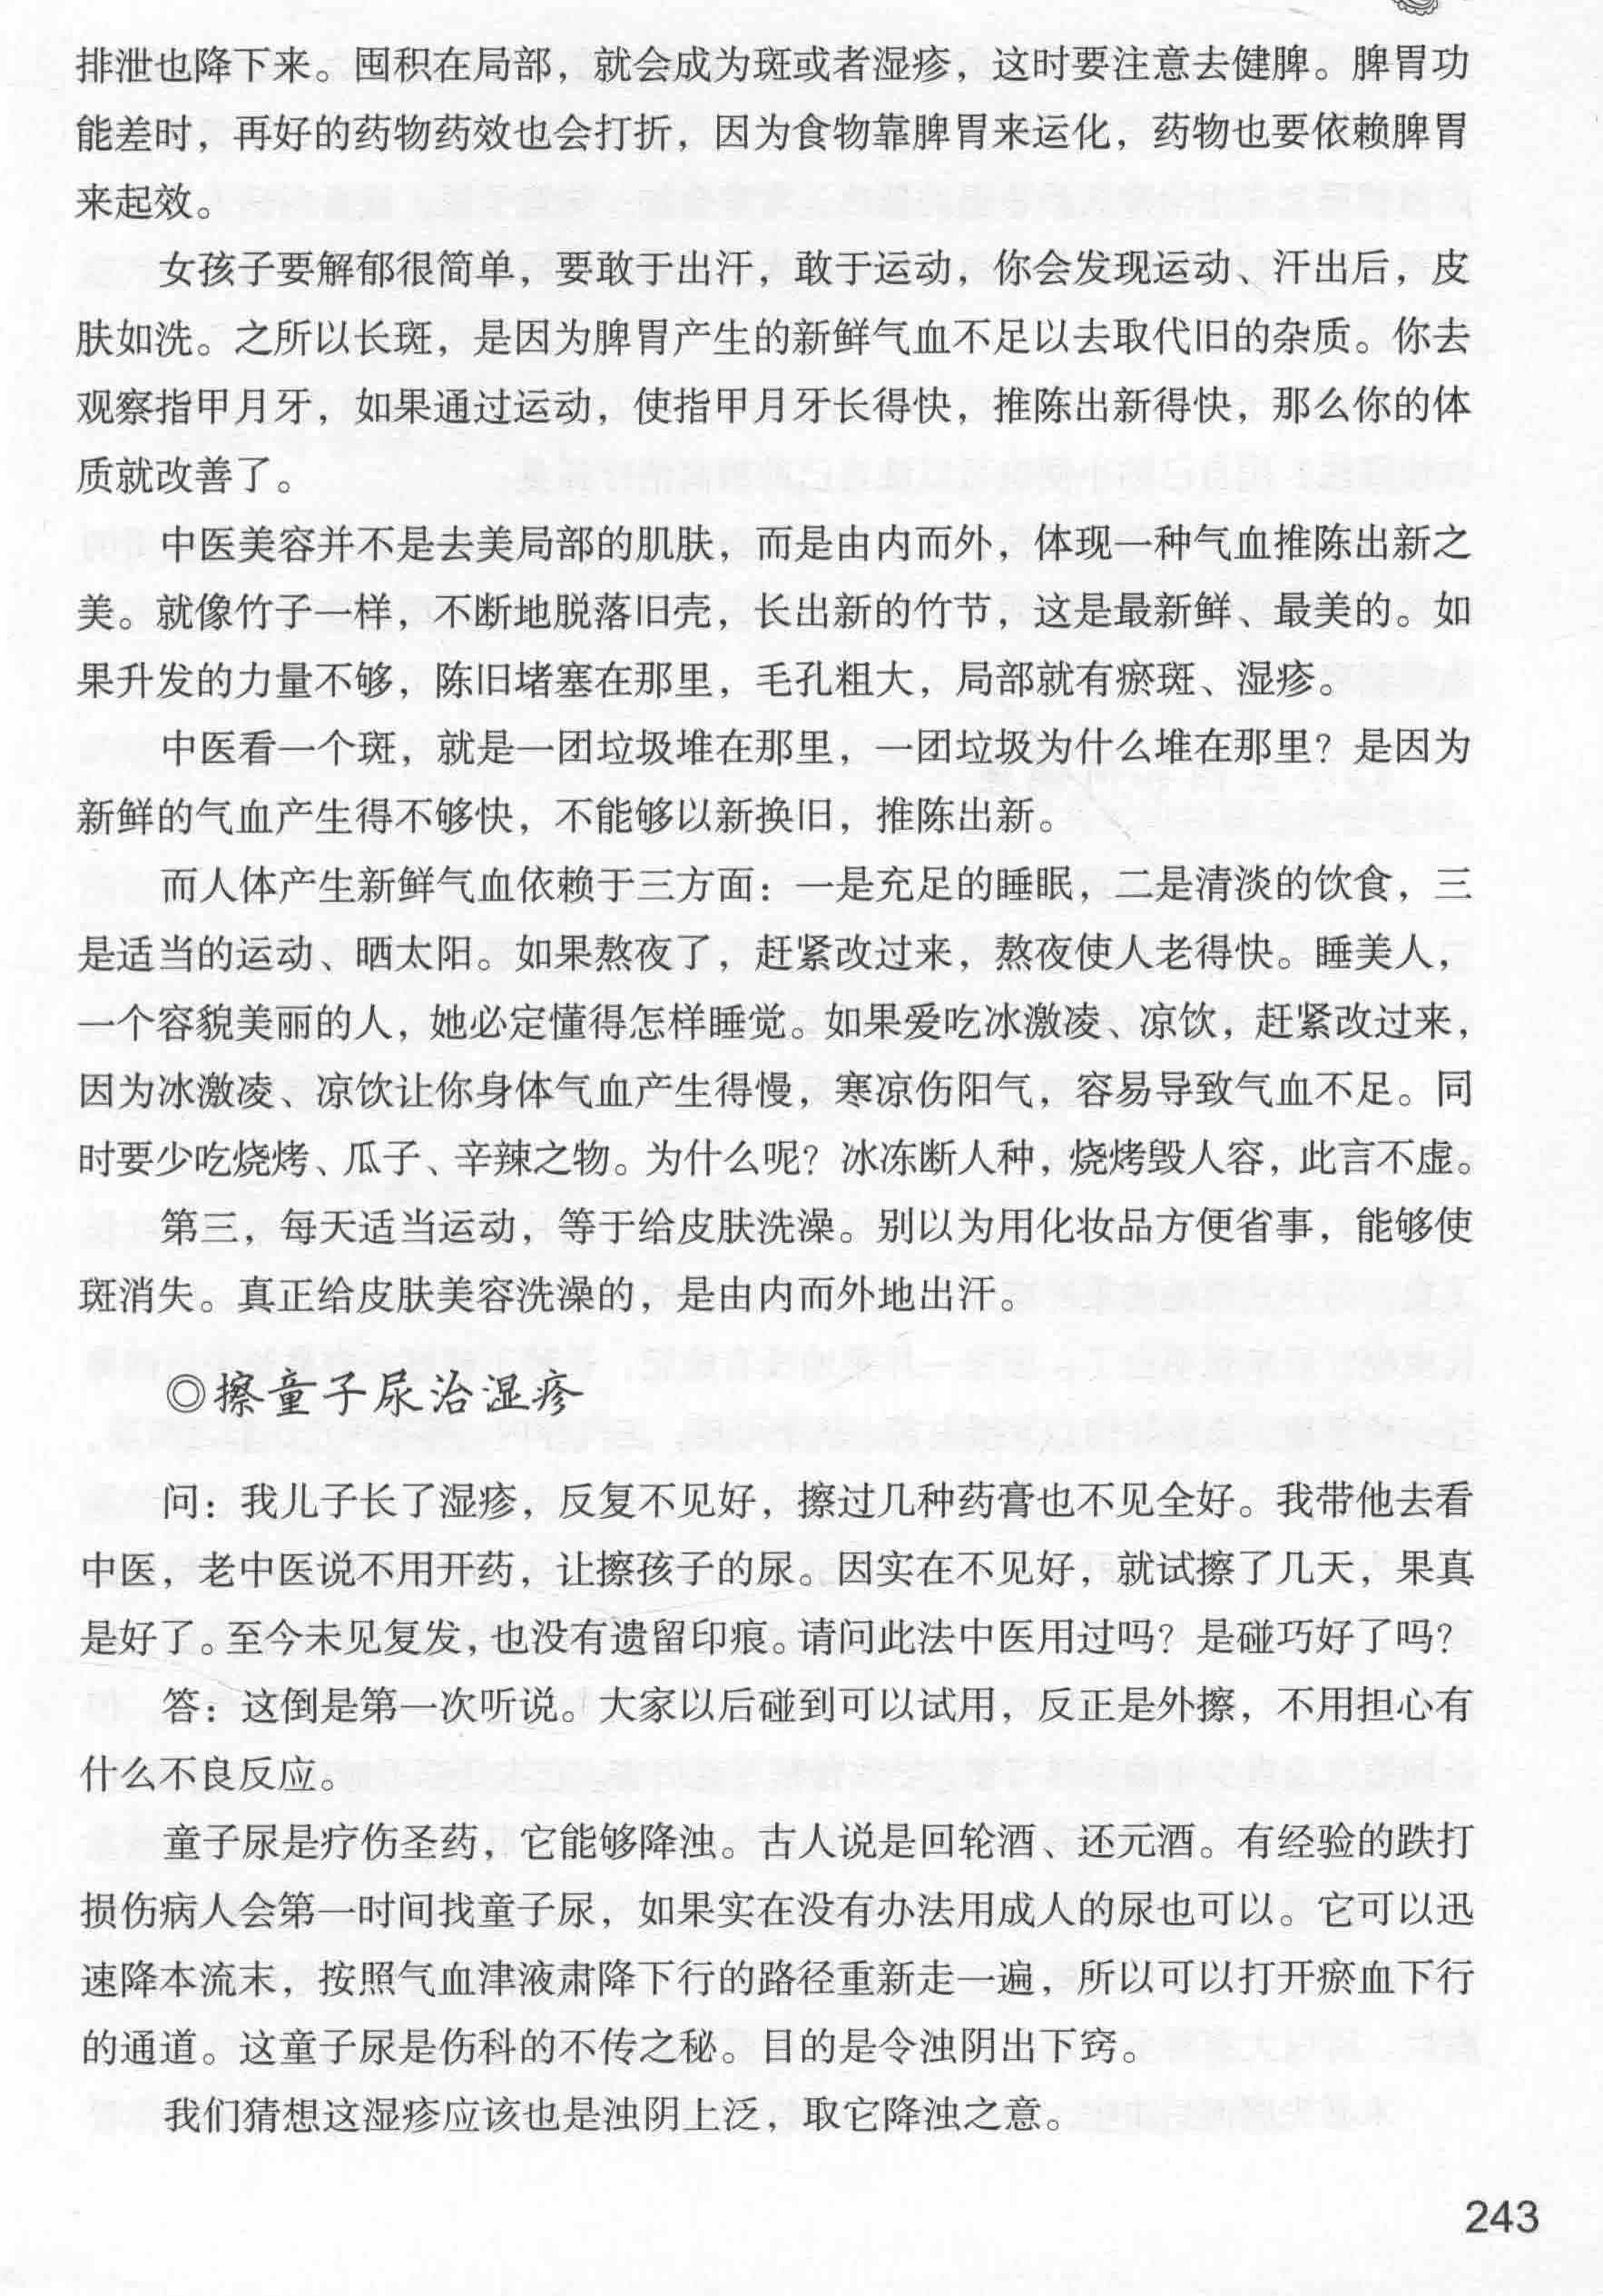 排泄也降下来。囤积在局部，就会成为斑或者湿疹，这时要注意去健脾。脾胃功
能差时，再好的药物药效也会打折，因为食物靠脾胃来运化，药物也要依赖脾胃
来起效。
女孩子要解郁很简单，要敢于出汗，敢于运动，你会发现运动、汗出后，皮
肤如洗。之所以长斑，是因为脾胃产生的新鲜气血不足以去取代旧的杂质。你去
观察指甲月牙，如果通过运动，使指甲月牙长得快，推陈出新得快，那么你的体
质就改善了。
中医美容并不是去美局部的肌肤，而是由内而外，体现一种气血推陈出新之
美。就像竹子一样，不断地脱落旧壳，长出新的竹节，这是最新鲜、最美的。如
果升发的力量不够，陈旧堵塞在那里，毛孔粗大，局部就有瘀斑、湿疹。
中医看一个斑，就是一团垃圾堆在那里，一团垃圾为什么堆在那里？是因为
新鲜的气血产生得不够快，不能够以新换旧，推陈出新。
而人体产生新鲜气血依赖于三方面：一是充足的睡眠，二是清淡的饮食，三
是适当的运动、晒太阳。如果熬夜了，赶紧改过来，熬夜使人老得快。睡美人，
一个容貌美丽的人，她必定懂得怎样睡觉。如果爱吃冰激凌、凉饮，赶紧改过来，
因为冰激凌、凉饮让你身体气血产生得慢，寒凉伤阳气，容易导致气血不足。同
时要少吃烧烤、瓜子、辛辣之物。为什么呢？冰冻断人种，烧烤毁人容，此言不虚。
第三，每天适当运动，等于给皮肤洗澡。别以为用化妆品方便省事，能够使
斑消失。真正给皮肤美容洗澡的，是由内而外地出汗。
◎擦童子尿治湿疹
问：我儿子长了湿疹，反复不见好，擦过几种药膏也不见全好。我带他去看
中医，老中医说不用开药，让擦孩子的尿。因实在不见好，就试擦了几天，果真
是好了。至今未见复发，也没有遗留印痕。请问此法中医用过吗？是碰巧好了吗？
答：这倒是第一次听说。大家以后碰到可以试用，反正是外擦，不用担心有
什么不良反应。
童子尿是疗伤圣药，它能够降浊。古人说是回轮酒、还元酒。有经验的跌打
损伤病人会第一时间找童子尿，如果实在没有办法用成人的尿也可以。它可以迅
速降本流末，按照气血津液肃降下行的路径重新走一遍，所以可以打开瘀血下行
的通道。这童子尿是伤科的不传之秘。目的是令浊阴出下窍。
我们猜想这湿疹应该也是浊阴上泛，取它降浊之意。
243